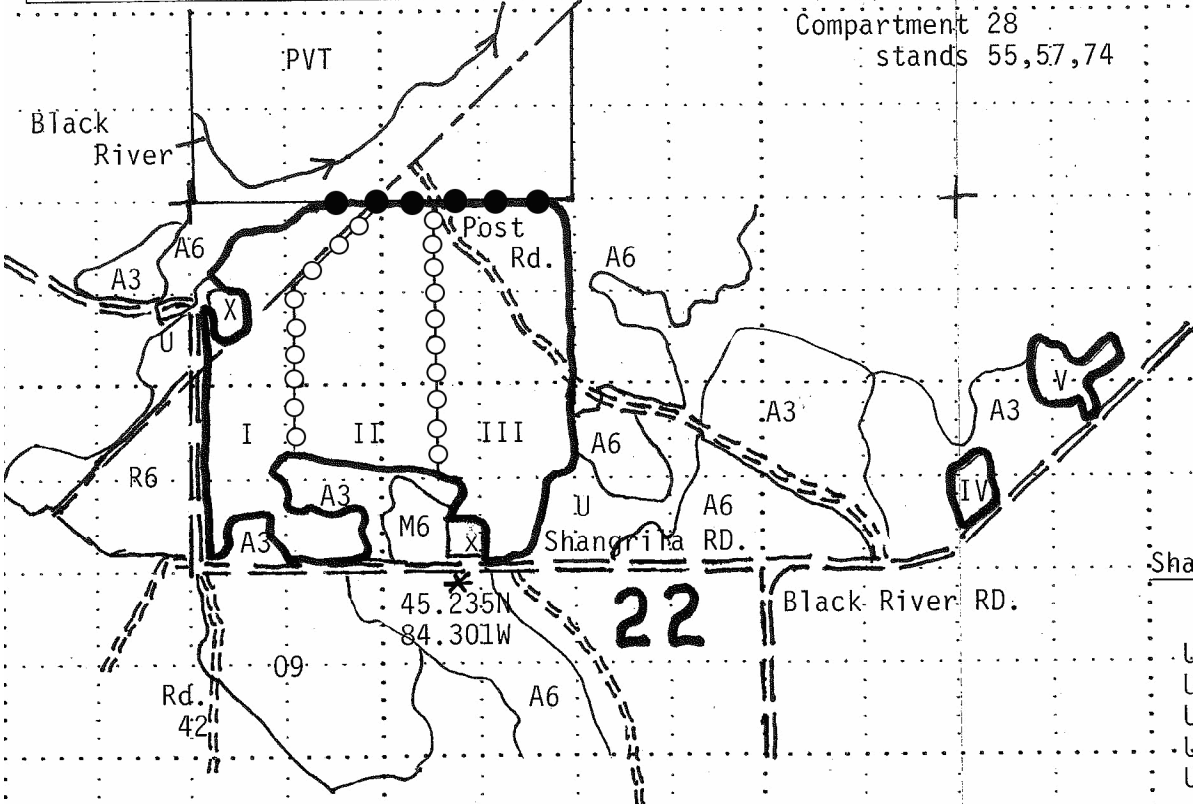 Compartment 28
stands 55,57,74
PVT
Black
River
Post
Rd.
A6
A3
X
U
A6
I
II
III
A3
A3
V
A6
R6
A3
M6
A3
X
U
A6
IV
Shangrila RD.
Sha
45.235N
84.301W
22
Black River RD.
O9
A6
Rd.
42
U
U
U
U
U